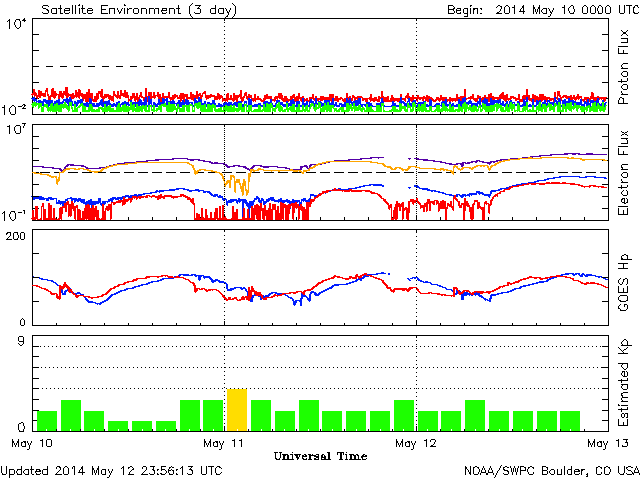 Satellite Environment (3 day) Begin: 2014 May 10 0000 UTC
10^4
10^-2
Proton Flux
10^7
10^-1
Electron Flux
200
0
GOES Hp
9
0
Estimated Kp
May 10 May 11 May 12 May 13
Universal Time
Updated 2014 May 12 23:56:13 UTC NOAA/SWPC Boulder, CO USA